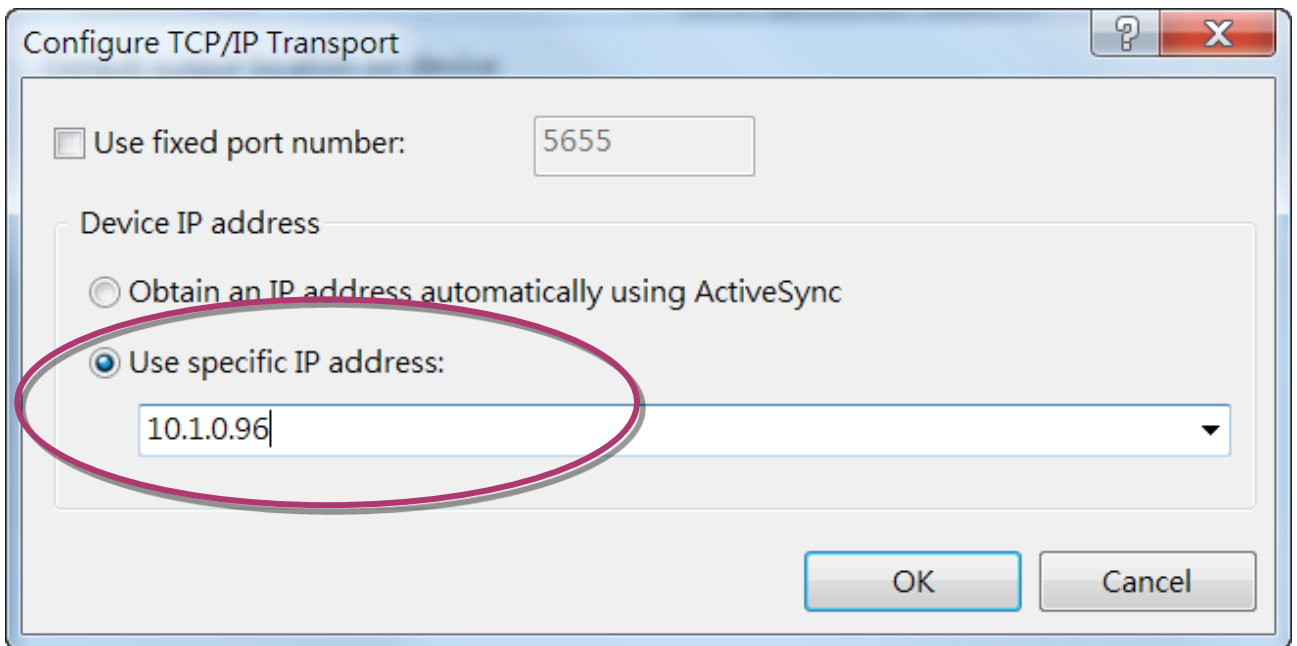 Configure TCP/IP Transport
Use fixed port number: 5655
Device IP address
Obtain an IP address automatically using ActiveSync
Use specific IP address:
10.1.0.96
OK Cancel